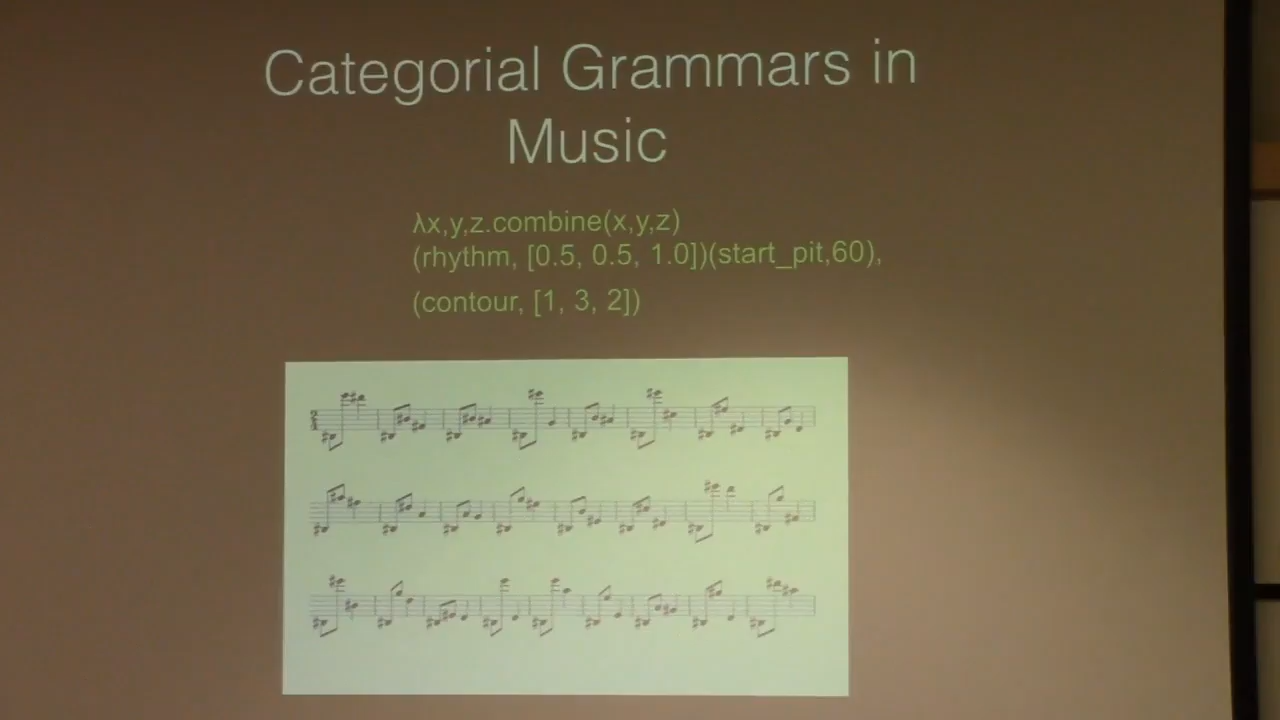 Categorial Grammars in
Music
λx,y,z.combine(x,y,z)
(rhythm, [0.5, 0.5, 1.0])(start_pit,60),
(contour, [1, 3, 2])